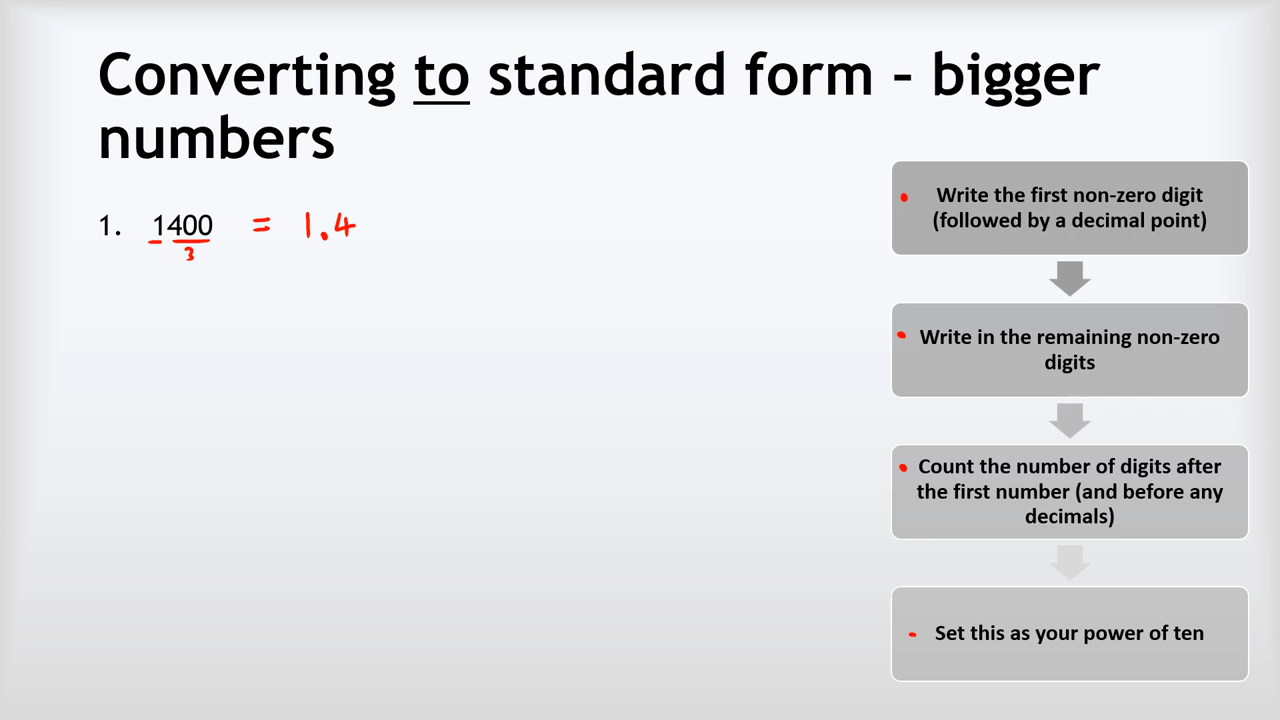 Converting to standard form – bigger
numbers
1. 1400 = 1.4
3
Write the first non-zero digit
(followed by a decimal point)
Write in the remaining non-zero
digits
Count the number of digits after
the first number (and before any
decimals)
Set this as your power of ten